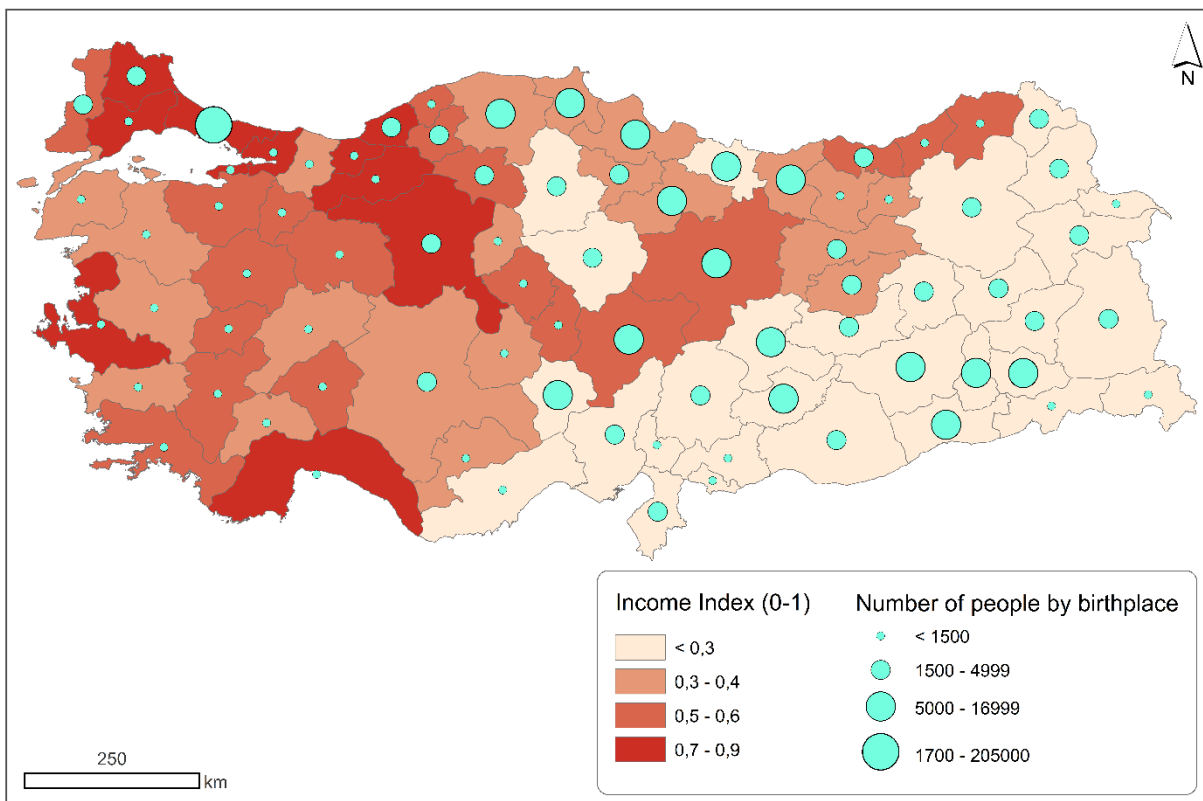 N
Income Index (0-1)
< 0,3
0,3 - 0,4
0,5 - 0,6
0,7 - 0,9
Number of people by birthplace
< 1500
1500 - 4999
5000 - 16999
1700 - 205000
250
km